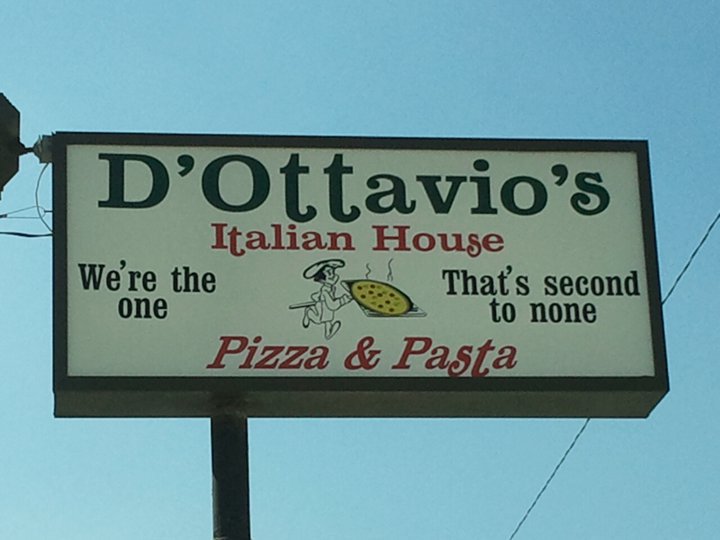 D'Ottavio's
Italian House
We're the
one
That's second
to none
Pizza & Pasta